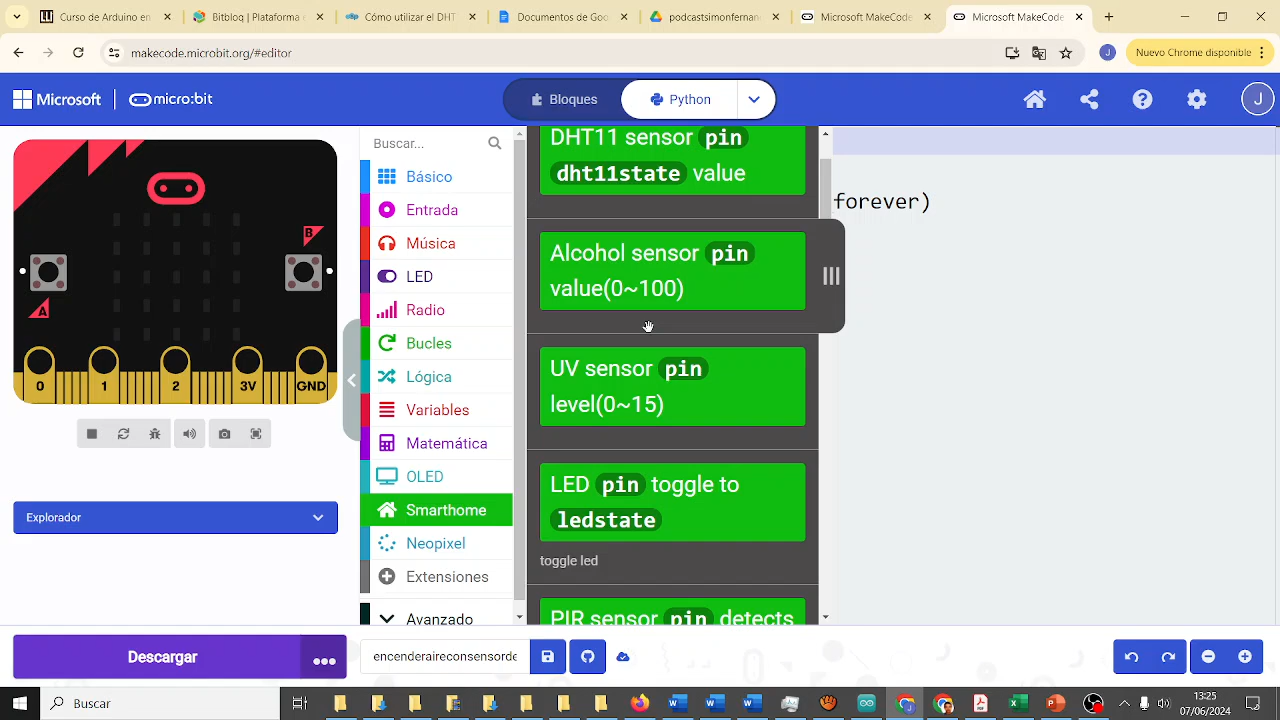 Curso de Arduino en
Bitbloq | Plataforma
Cómo utilizar el DHT
Documentos de Goo
podcastsimonfernan
Microsoft MakeCode
Microsoft MakeCode
makecode.microbit.org/editor
J
Nuevo Chrome disponible
Microsoft
micro:bit
Bloques
Python
J
A
B
0
1
2
3V
GND
Explorador
Buscar...
Básico
Entrada
Música
LED
Radio
Bucles
Lógica
Variables
Matemática
OLED
Smarthome
Neopixel
Extensiones
Avanzado
DHT11 sensor pin
dht11state value
Alcohol sensor pin
value(0~100)
UV sensor pin
level(0~15)
LED pin toggle to
ledstate
toggle led
PIR sensor pin detects
forever)
Descargar
encenderaireconsensorde
Buscar
13:25
07/06/2024